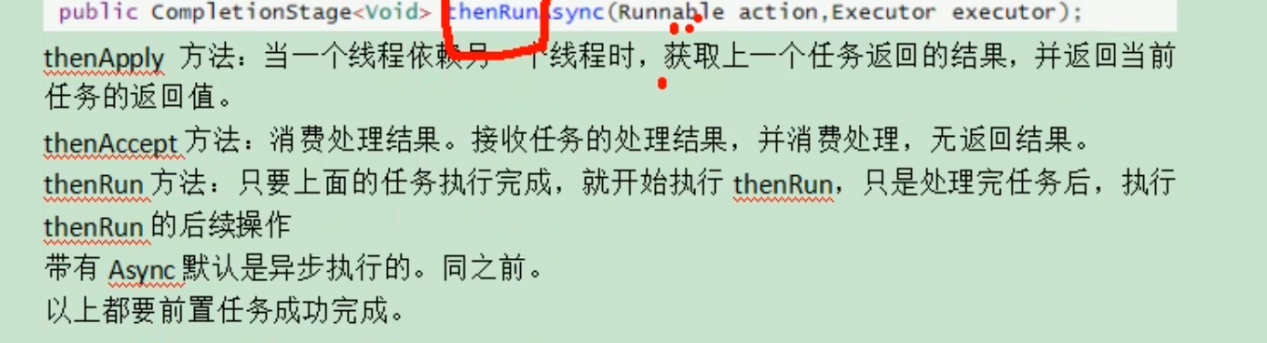 public CompletionStage<Void> thenRunAsync(Runnable action,Executor executor);
thenApply 方法：当一个线程依赖另一个线程时，获取上一个任务返回的结果，并返回当前
任务的返回值。
thenAccept 方法：消费处理结果。接收任务的处理结果，并消费处理，无返回结果。
thenRun 方法：只要上面的任务执行完成，就开始执行 thenRun，只是处理完任务后，执行
thenRun 的后续操作
带有 Async 默认是异步执行的。同之前。
以上都要前置任务成功完成。